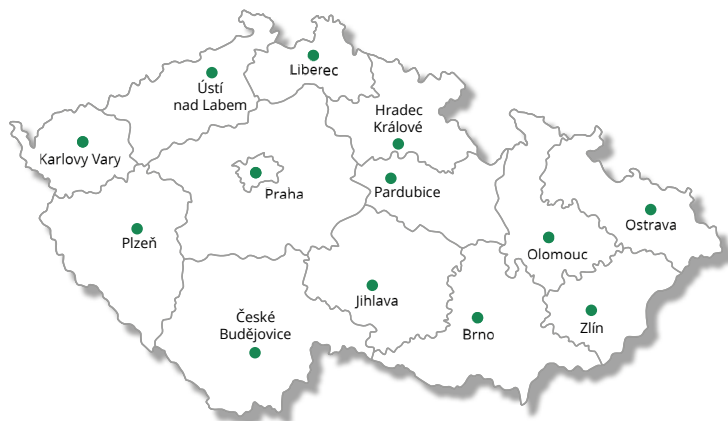 Liberec
Ústí
nad Labem
Hradec
Králové
Karlovy Vary
Praha
Pardubice
Plzeň
Ostrava
Olomouc
Jihlava
České
Budějovice
Brno
Zlín